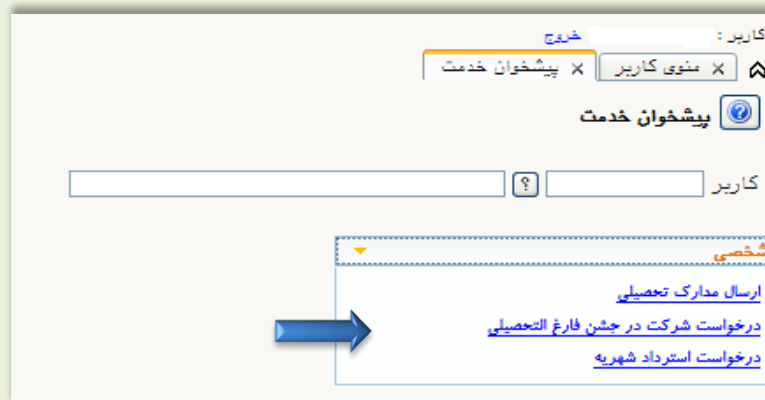 کاربر : خروج
منوی کاربر × پیشخوان خدمت ×
پیشخوان خدمت
کاربر ؟
شخصی
ارسال مدارک تحصیلی
درخواست شرکت در جشن فارغ التحصیلی
درخواست استرداد شهریه